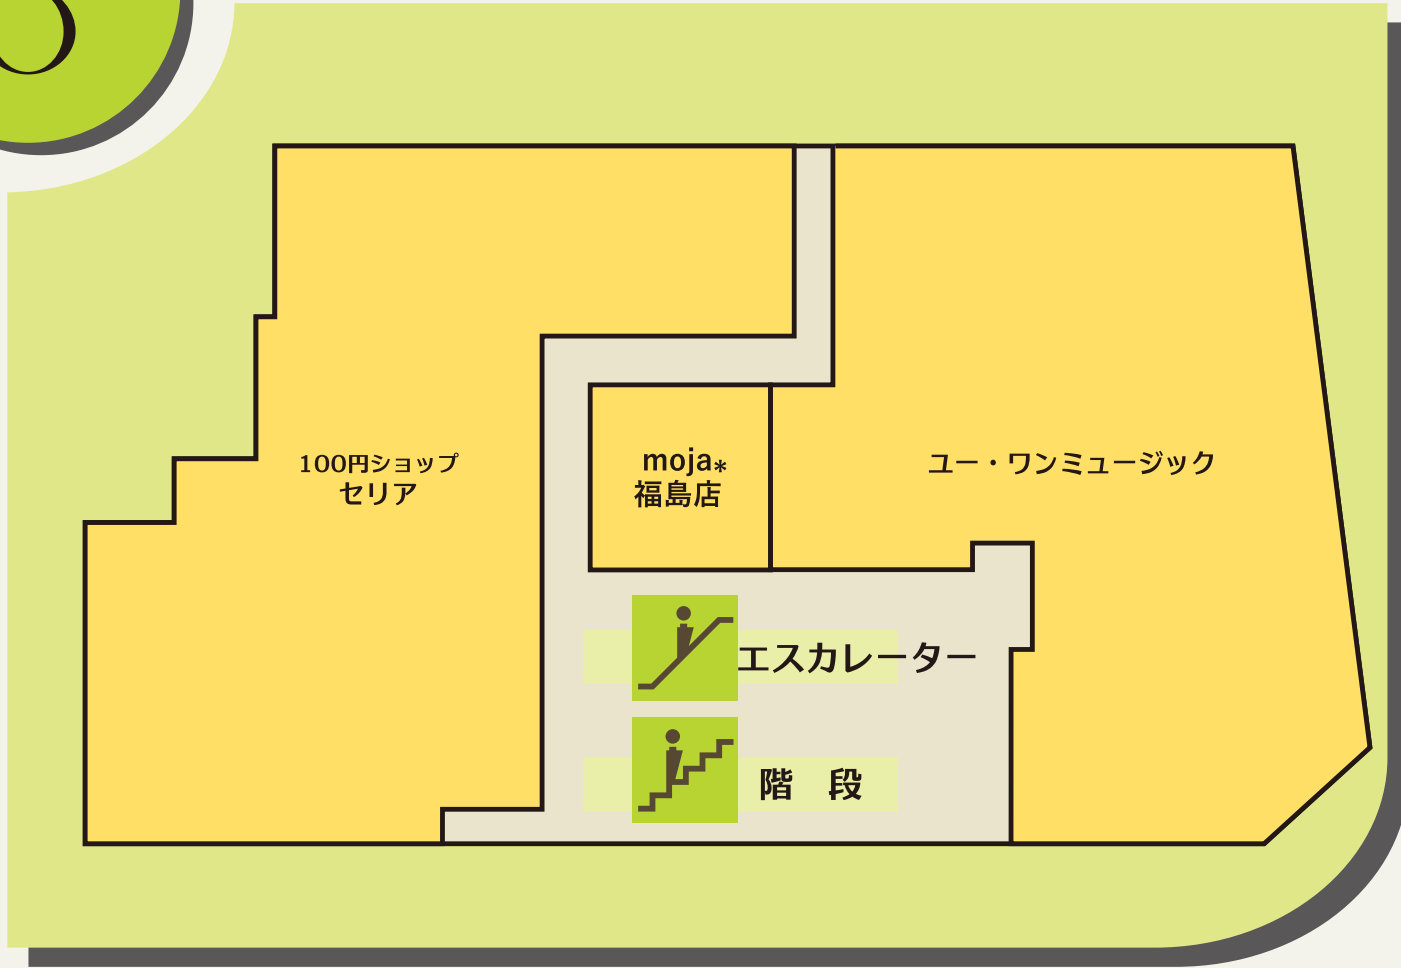 100円ショップ
セリア
moja*
福島店
ユー・ワンミュージック
エスカレーター
階　段